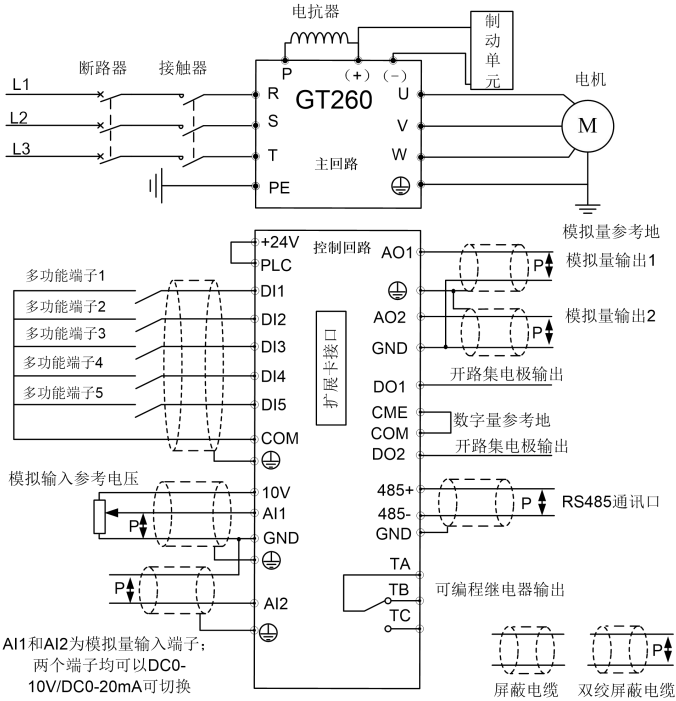 电抗器
制动单元
断路器
接触器
P
(+)
(-)
电机
L1
R
GT260
U
L2
S
V
M
L3
T
主回路
W
PE
+24V
控制回路
AO1
模拟量参考地
PLC
P
模拟量输出1
多功能端子1
DI1
多功能端子2
DI2
AO2
模拟量输出2
多功能端子3
DI3
扩展卡接口
GND
P
多功能端子4
DI4
DO1
开路集电极输出
多功能端子5
DI5
CME
数字量参考地
COM
COM
DO2
开路集电极输出
模拟输入参考电压
10V
485+
P
RS485通讯口
AI1
485-
P
GND
GND
TA
P
AI2
TB
可编程继电器输出
TC
AI1和AI2为模拟量输入端子;
两个端子均可以DC0-
10V/DC0-20mA可切换
P
屏蔽电缆
双绞屏蔽电缆